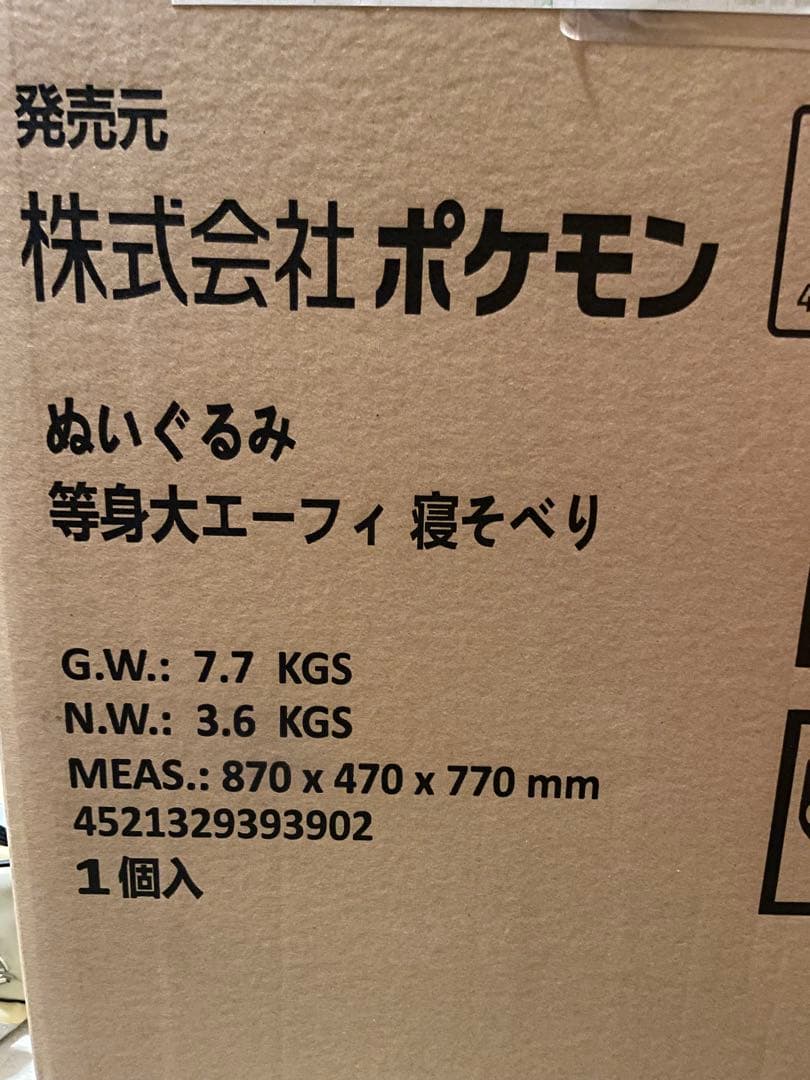 発売元
株式会社ポケモン
ぬいぐるみ
等身大エーフィ 寝そべり
G.W.: 7.7 KGS
N.W.: 3.6 KGS
MEAS.: 870 x 470 x 770 mm
4521329393902
1個入